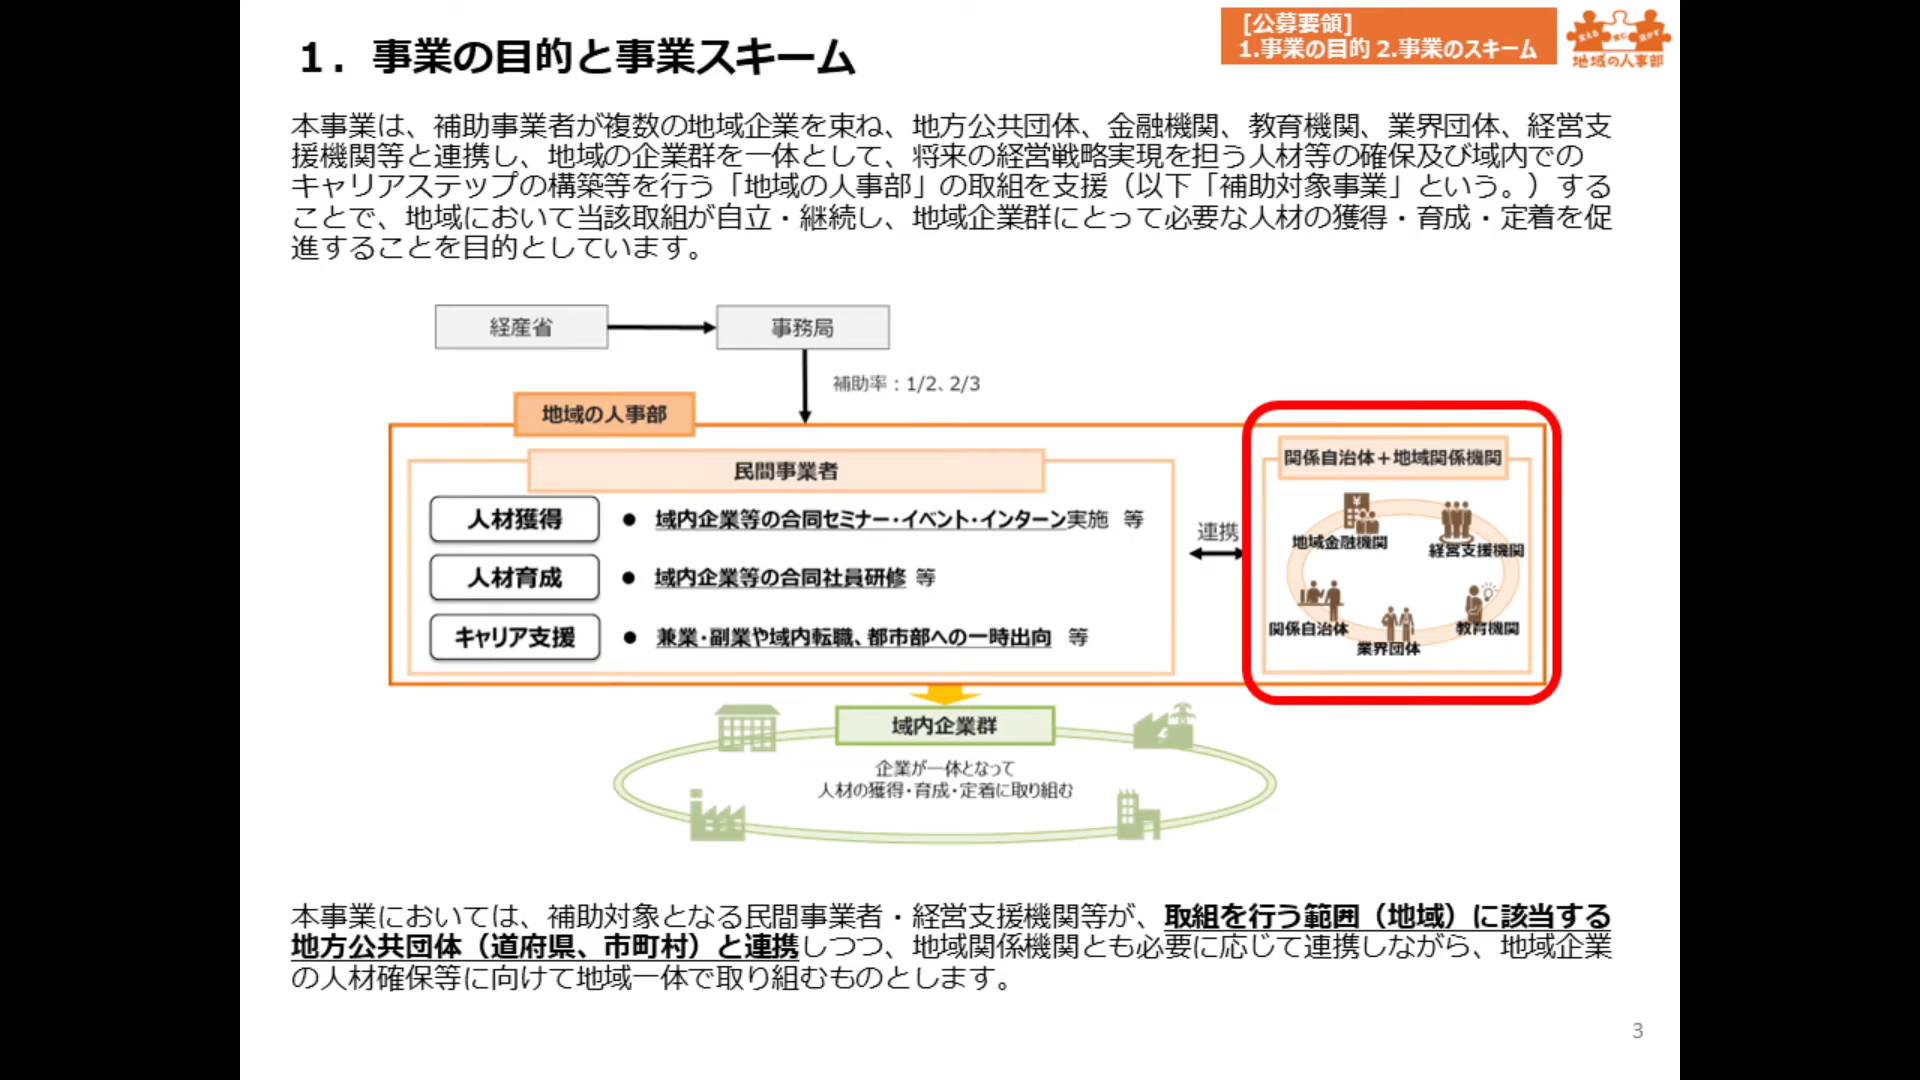 1．事業の目的と事業スキーム
[公募要領]
1.事業の目的 2.事業のスキーム
支える
地域の人事部
本事業は、補助事業者が複数の地域企業を束ね、地方公共団体、金融機関、教育機関、業界団体、経営支
援機関等と連携し、地域の企業群を一体として、将来の経営戦略実現を担う人材等の確保及び域内での
キャリアステップの構築等を行う「地域の人事部」の取組を支援（以下「補助対象事業」という。）する
ことで、地域において当該取組が自立・継続し、地域企業群にとって必要な人材の獲得・育成・定着を促
進することを目的としています。
経産省
事務局
補助率：1/2、2/3
地域の人事部
民間事業者
人材獲得
● 域内企業等の合同セミナー・イベント・インターン実施 等
人材育成
● 域内企業等の合同社員研修 等
キャリア支援
● 兼業・副業や域内転職、都市部への一時出向 等
連携
関係自治体＋地域関係機関
¥
地域金融機関
経営支援機関
関係自治体
教育機関
業界団体
域内企業群
企業が一体となって
人材の獲得・育成・定着に取り組む
本事業においては、補助対象となる民間事業者・経営支援機関等が、取組を行う範囲（地域）に該当する
地方公共団体（道府県、市町村）と連携しつつ、地域関係機関とも必要に応じて連携しながら、地域企業
の人材確保等に向けて地域一体で取り組むものとします。
3